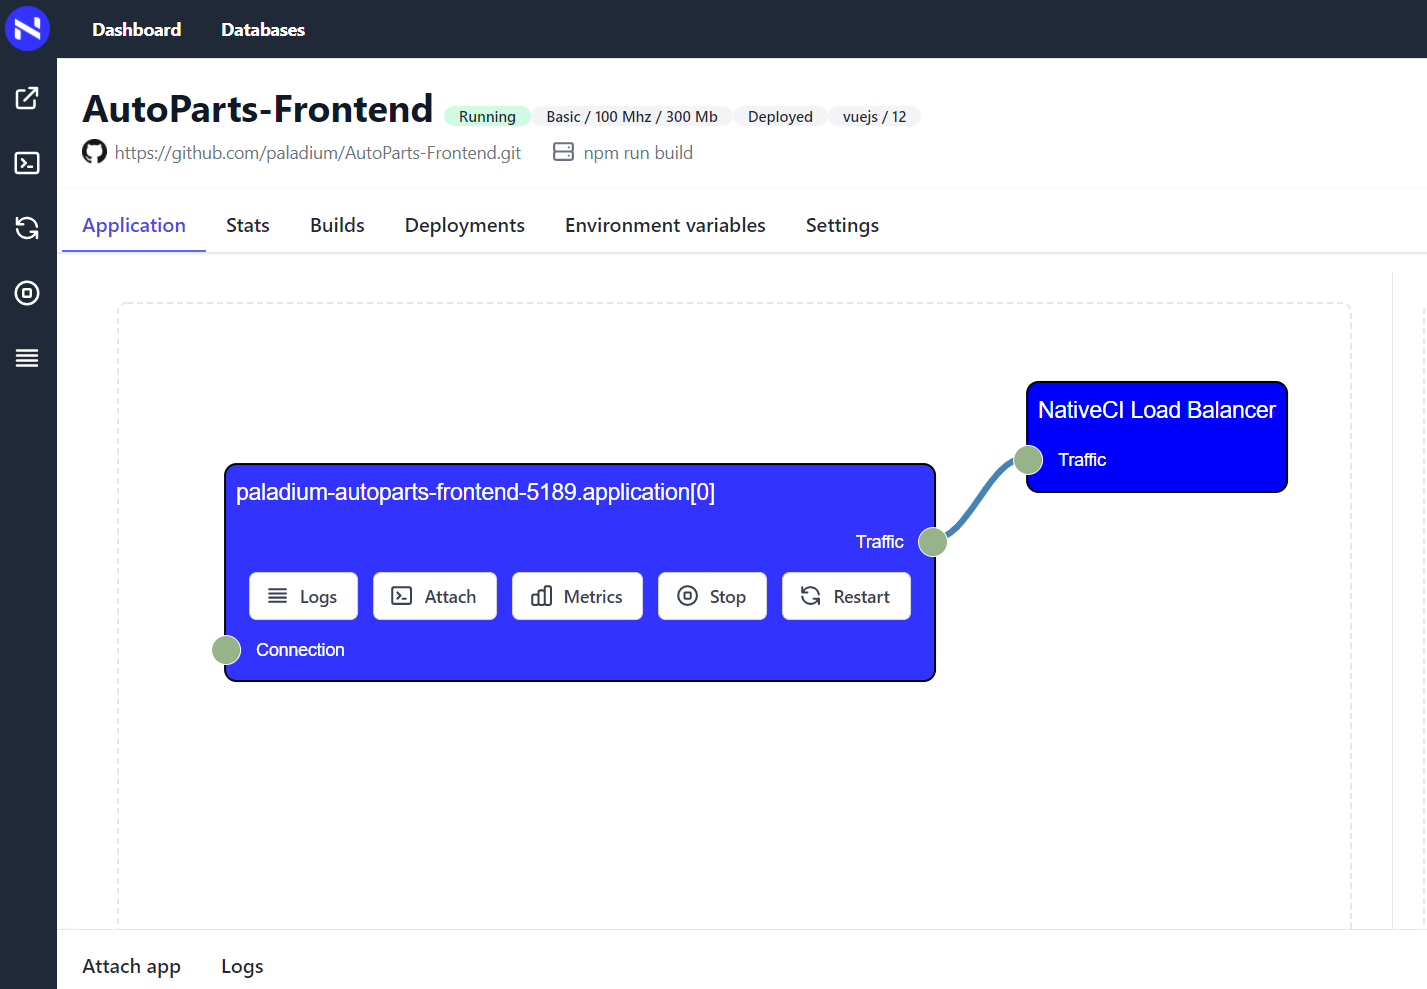 Dashboard Databases
AutoParts-Frontend Running Basic / 100 Mhz / 300 Mb Deployed vuejs / 12
https://github.com/paladium/AutoParts-Frontend.git npm run build
Application Stats Builds Deployments Environment variables Settings
NativeCI Load Balancer
Traffic
paladium-autoparts-frontend-5189.application[0]
Traffic
Logs Attach Metrics Stop Restart
Connection
Attach app Logs